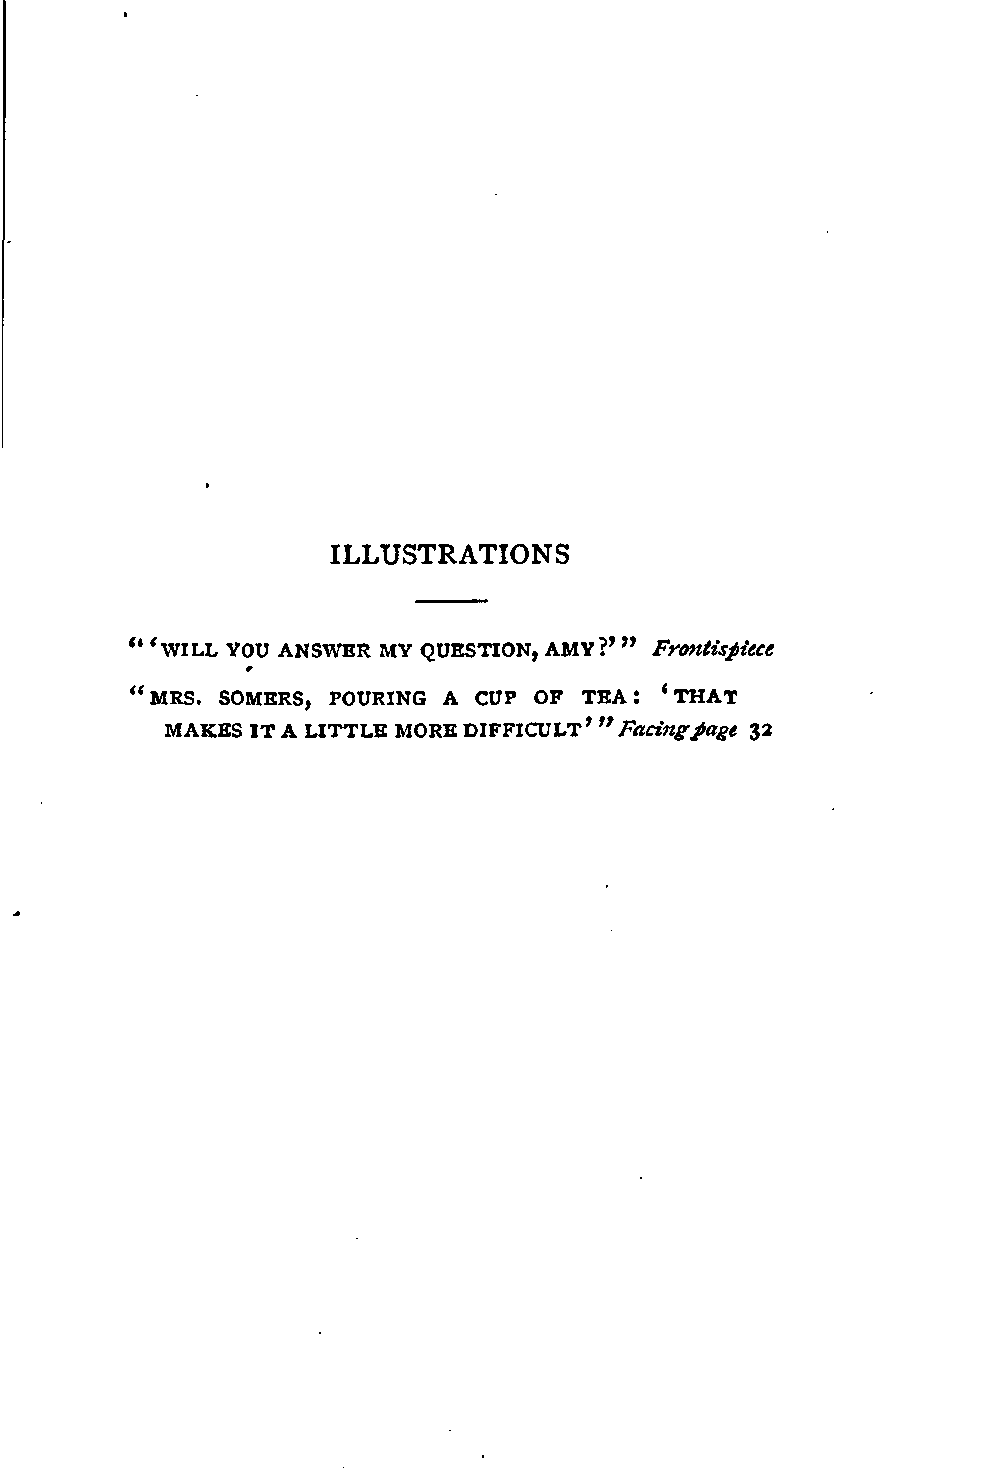 ILLUSTRATIONS
"'WILL YOU ANSWER MY QUESTION, AMY?'" Frontispiece
"MRS. SOMERS, POURING A CUP OF TEA: 'THAT
MAKES IT A LITTLE MORE DIFFICULT'" Facing page 32